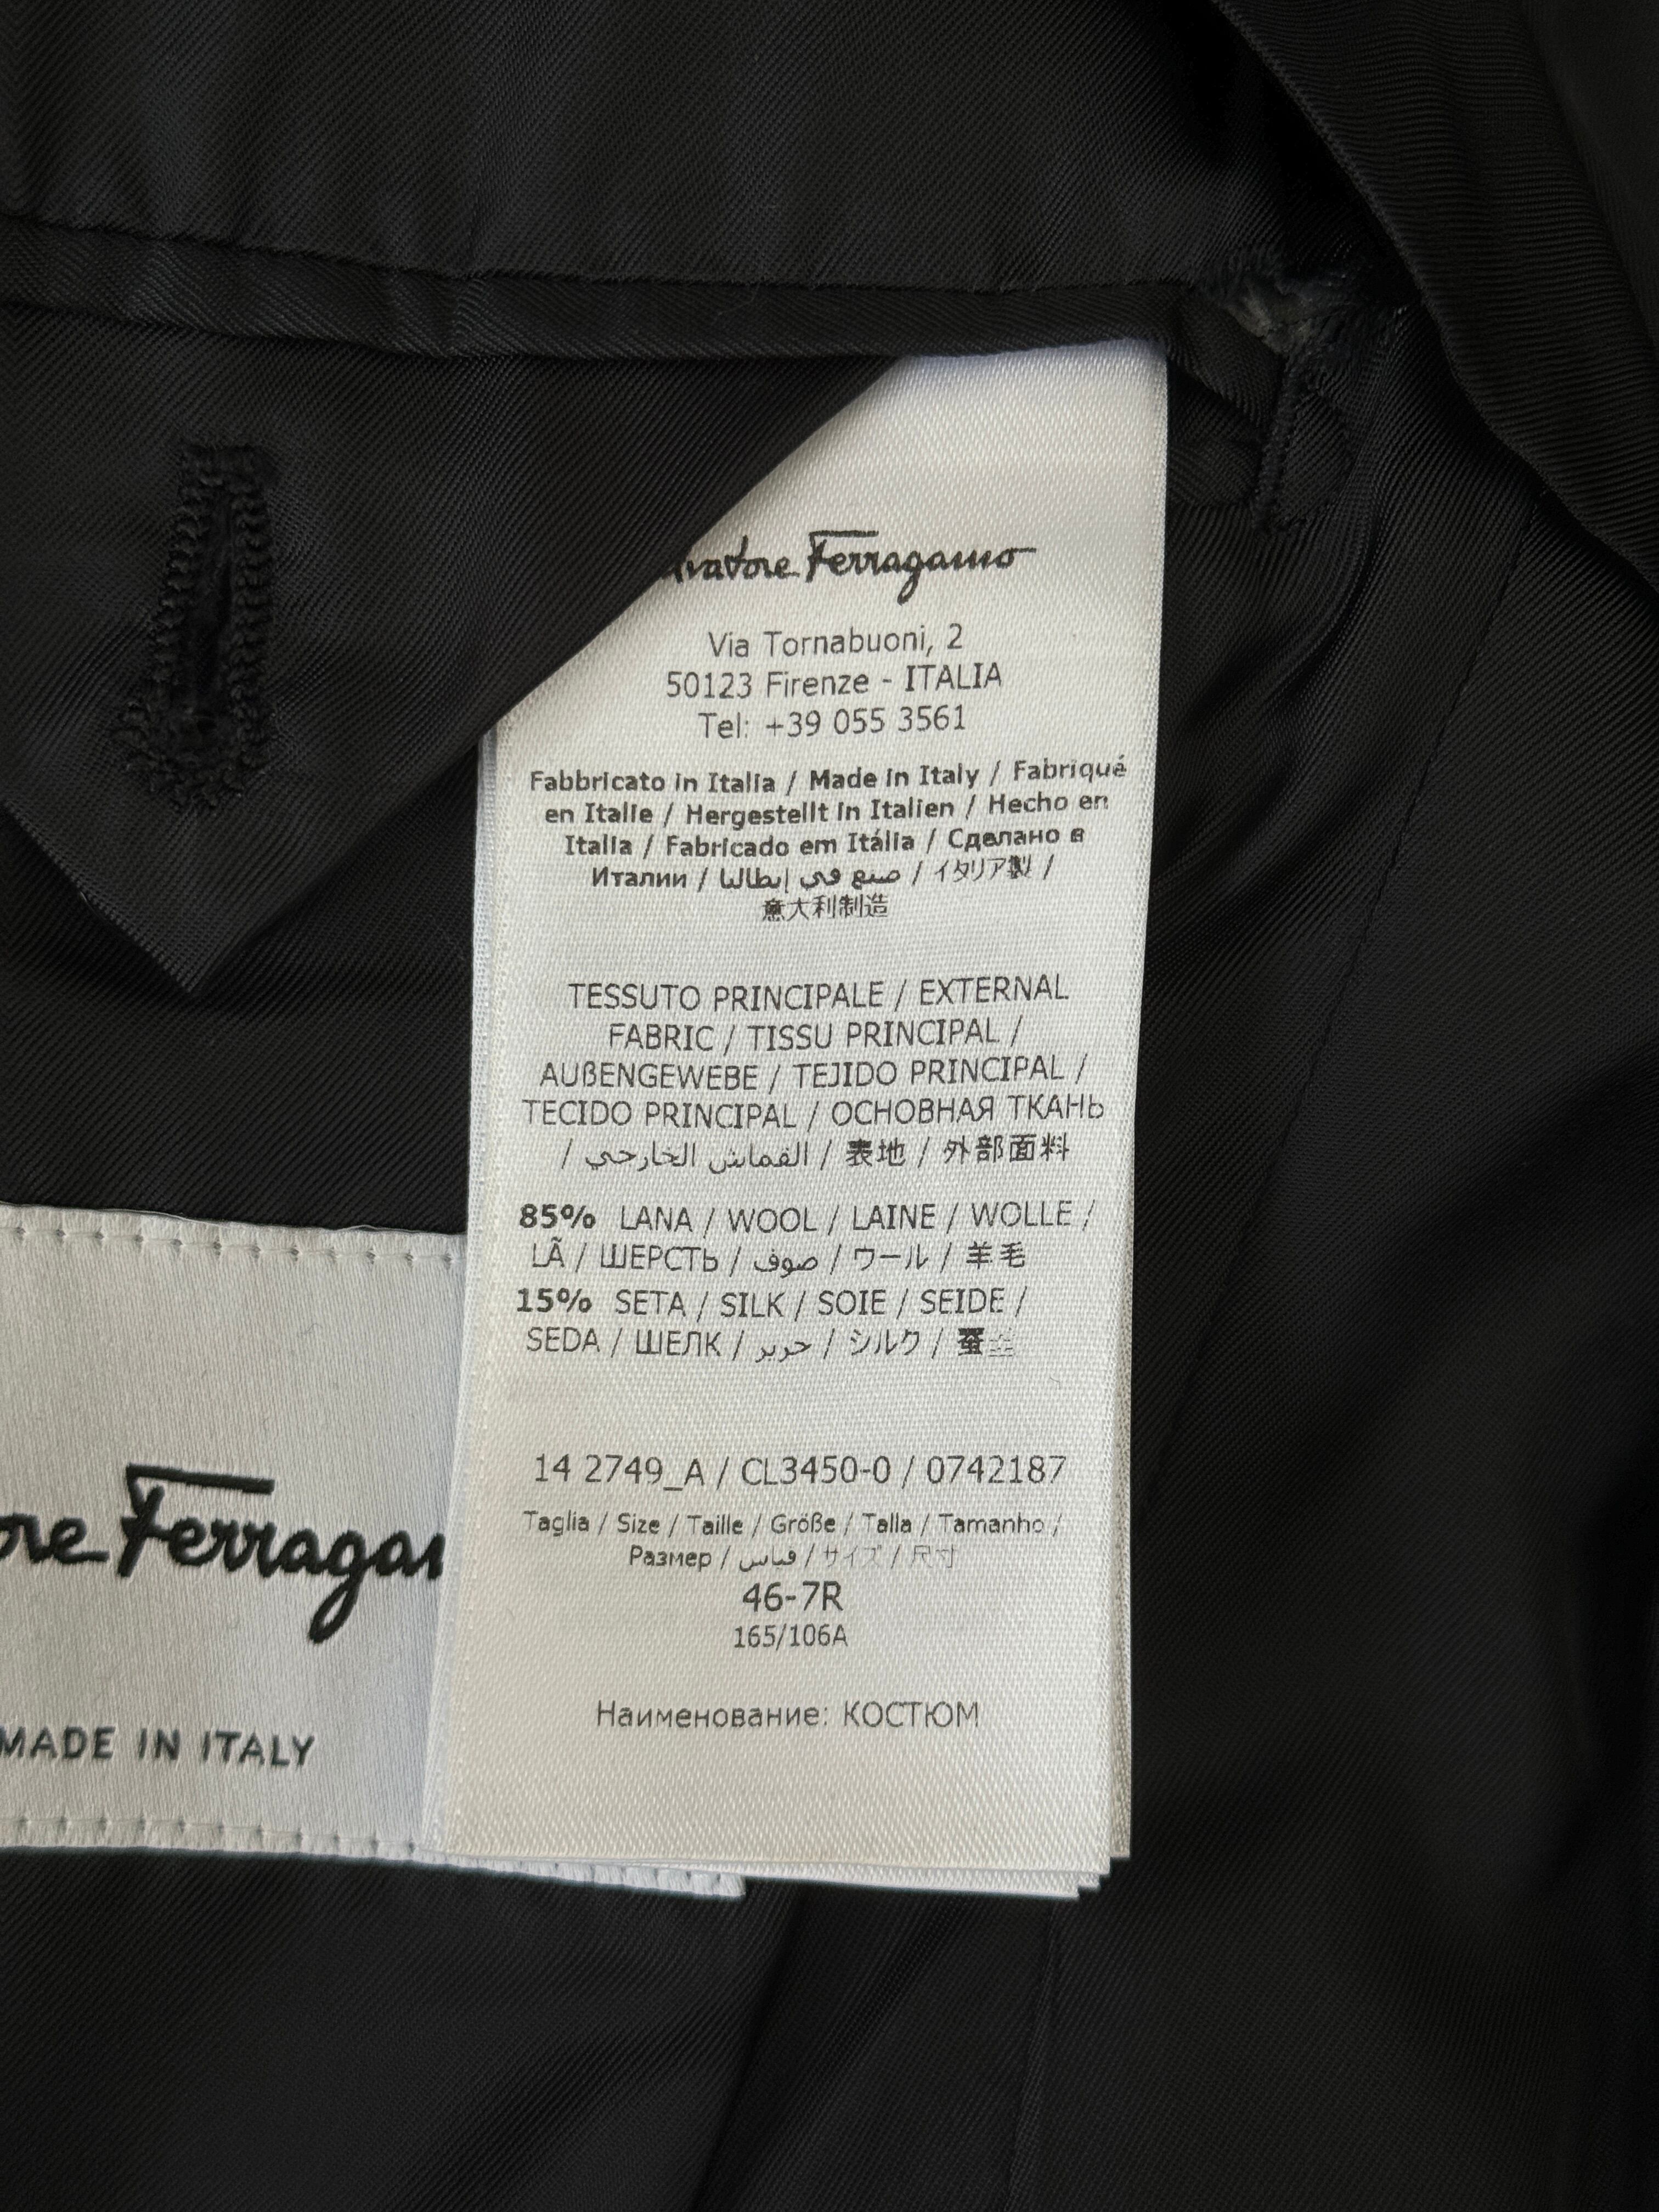 Ferragamo
Via Tornabuoni, 2
50123 Firenze - ITALIA
Tel: +39 055 3561
Fabbricato in Italia / Made in Italy / Fabriqué
en Italie / Hergestellt in Italien / Hecho en
Italia / Fabricado em Itália / Сделано в
Италии / صنع في إيطاليا / イタリア製 /
意大利制造
TESSUTO PRINCIPALE / EXTERNAL
FABRIC / TISSU PRINCIPAL /
AUßENGEWEBE / TEJIDO PRINCIPAL /
TECIDO PRINCIPAL / ОСНОВНАЯ ТКАНЬ
/ القماش الخارجي / 表地 / 外部面料
85% LANA / WOOL / LAINE / WOLLE /
LÃ / ШЕРСТЬ / صوف / ウール / 羊毛
15% SETA / SILK / SOIE / SEIDE /
SEDA / ШЕЛК / حرير / シルク / 蚕丝
14 2749_A / CL3450-0 / 0742187
Taglia / Size / Taille / Größe / Talla / Tamanho /
Размер / قياس / サイズ / 尺寸
46-7R
165/106A
Наименование: КОСТЮМ
MADE IN ITALY